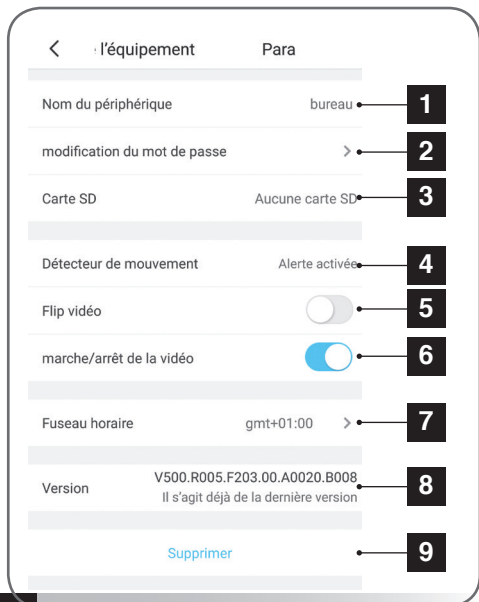 l'équipement Para
Nom du périphérique bureau 1
modification du mot de passe > 2
Carte SD Aucune carte SD 3
Détecteur de mouvement Alerte activée 4
Flip vidéo 5
marche/arrêt de la vidéo 6
Fuseau horaire gmt+01:00 > 7
V500.R005.F203.00.A0020.B008
Version 8
Il s'agit déjà de la dernière version
Supprimer 9